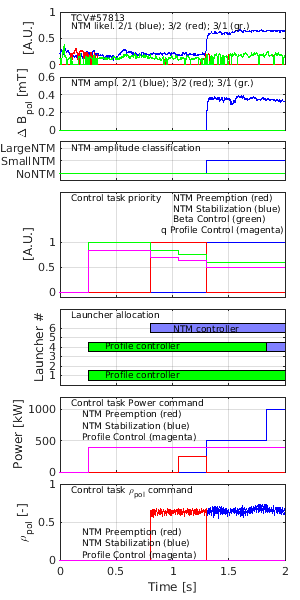 TCV#57813
NTM likel. 2/1 (blue); 3/2 (red); 3/1 (gr.)
[A.U.]
1
0.5
0
NTM ampl. 2/1 (blue); 3/2 (red); 3/1 (gr.)
Δ Bpol [mT]
0.6
0.4
0.2
0
NTM amplitude classification
LargeNTM
SmallNTM
NoNTM
Control task priority
NTM Preemption (red)
NTM Stabilization (blue)
Beta Control (green)
q Profile Control (magenta)
[A.U.]
1
0.5
0
Launcher allocation
Launcher #
6
5
4
3
2
1
NTM controller
Profile controller
Profile controller
Control task Power command
NTM Preemption (red)
NTM Stabilization (blue)
Profile Control (magenta)
Power [kW]
1000
500
0
Control task ρpol command
NTM Preemption (red)
NTM Stabilization (blue)
Profile Control (magenta)
ρpol [-]
1
0.5
0
0 0.5 1 1.5 2
Time [s]